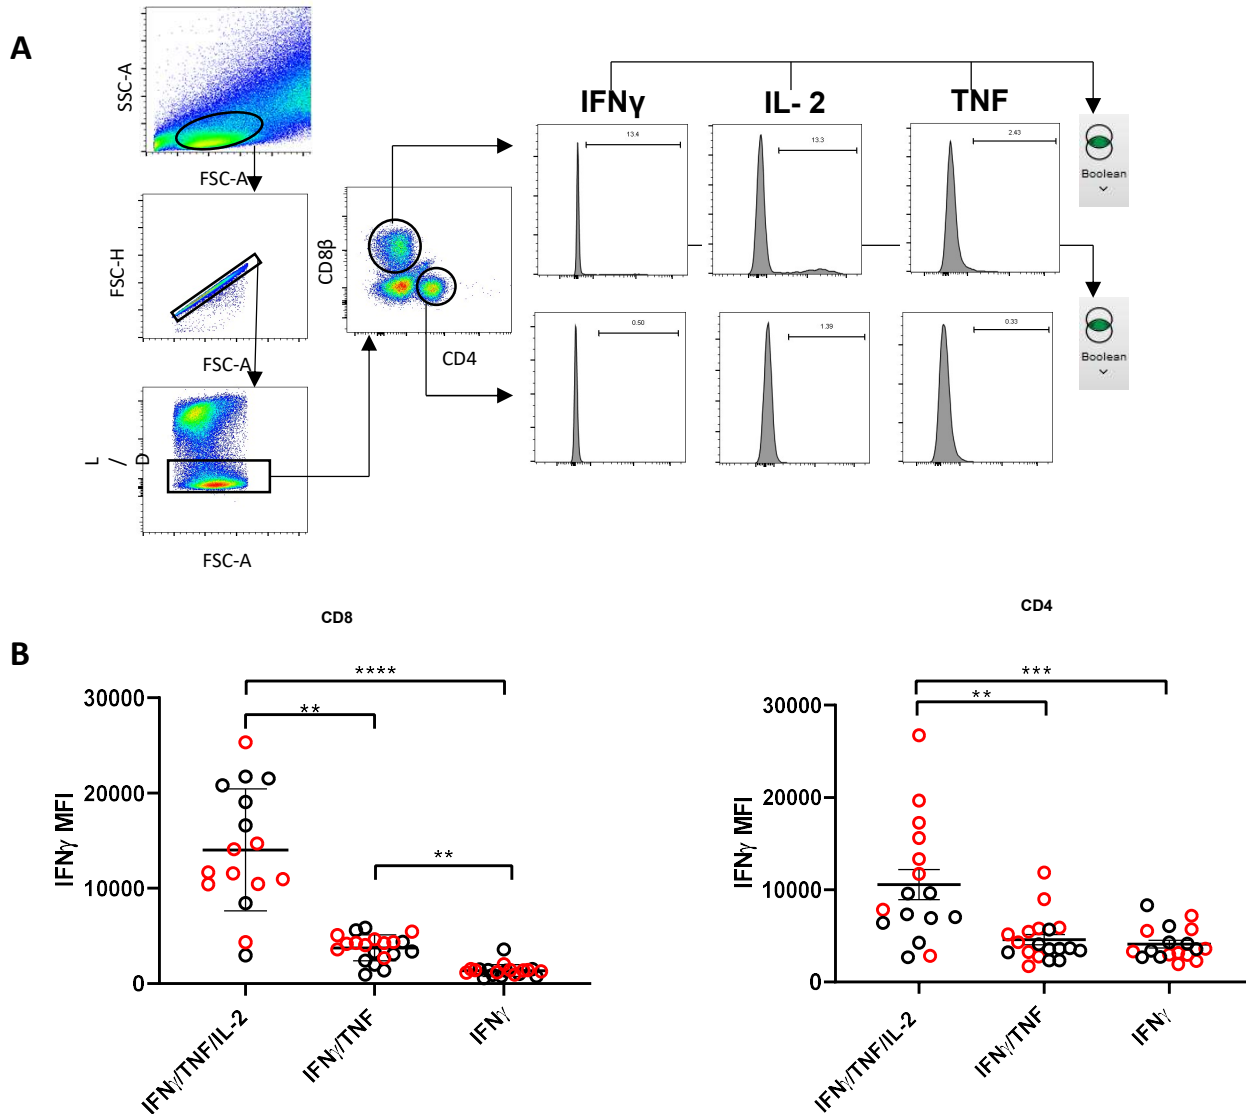 A
SSC-A
FSC-A
FSC-H
FSC-A
L / D
FSC-A
CD8β
CD4
IFNγ
IL- 2
TNF
13.4
13.3
2.43
Boolean
0.50
1.39
0.33
Boolean
B
CD8
****
**
**
IFNγ MFI
30000
20000
10000
0
IFNγ/TNF/IL-2
IFNγ/TNF
IFNγ
CD4
***
**
IFNγ MFI
30000
20000
10000
0
IFNγ/TNF/IL-2
IFNγ/TNF
IFNγ